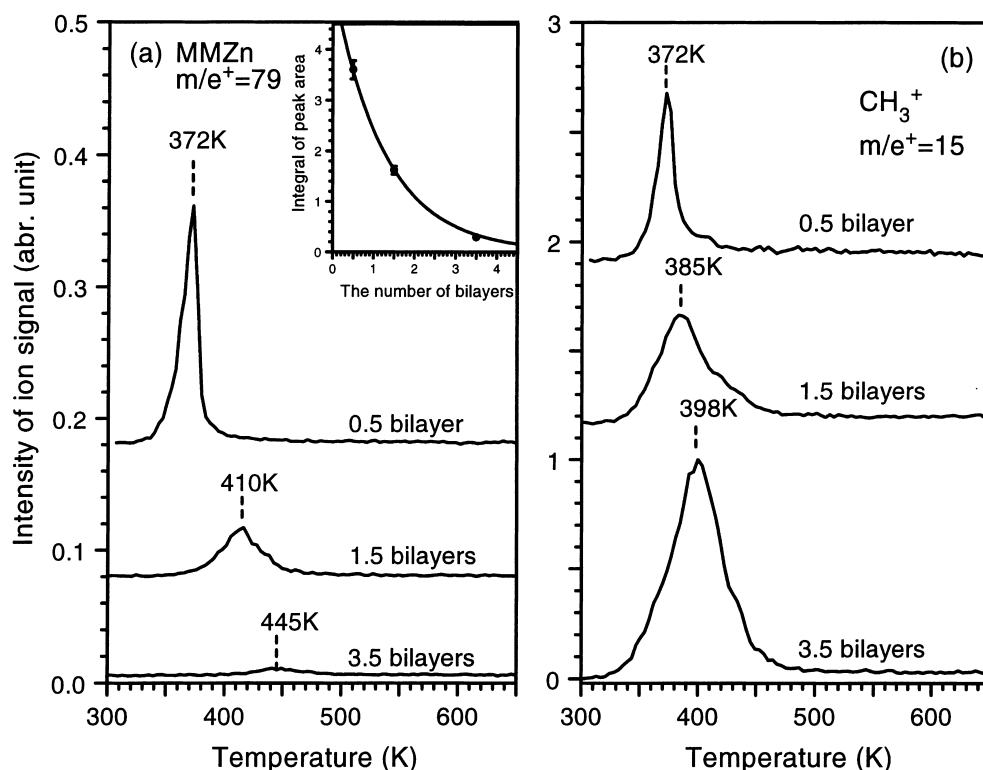 (a) MMZn
m/e⁺=79
372K
0.5 bilayer
410K
1.5 bilayers
445K
3.5 bilayers
0.5
0.4
0.3
0.2
0.1
0.0
300
400
500
600
Intensity of ion signal (abr. unit)
Temperature (K)
4
3
2
1
0
0
1
2
3
4
Integral of peak area
The number of bilayers
(b)
CH₃⁺
m/e⁺=15
372K
0.5 bilayer
385K
1.5 bilayers
398K
3.5 bilayers
3
2
1
0
300
400
500
600
Temperature (K)